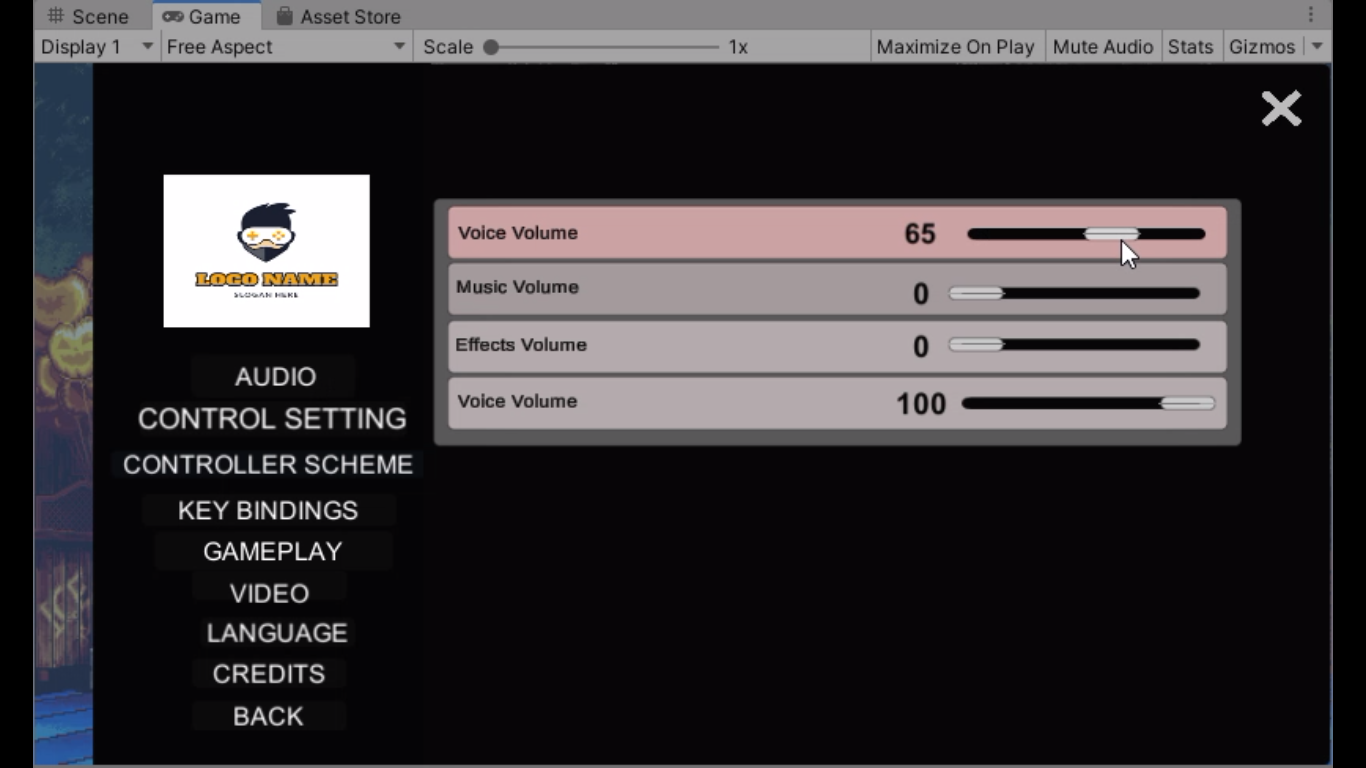 Scene Game Asset Store
Display 1 Free Aspect Scale 1x Maximize On Play Mute Audio Stats Gizmos
LOGO NAME
SLOGAN HERE
AUDIO
CONTROL SETTING
CONTROLLER SCHEME
KEY BINDINGS
GAMEPLAY
VIDEO
LANGUAGE
CREDITS
BACK
Voice Volume 65
Music Volume 0
Effects Volume 0
Voice Volume 100